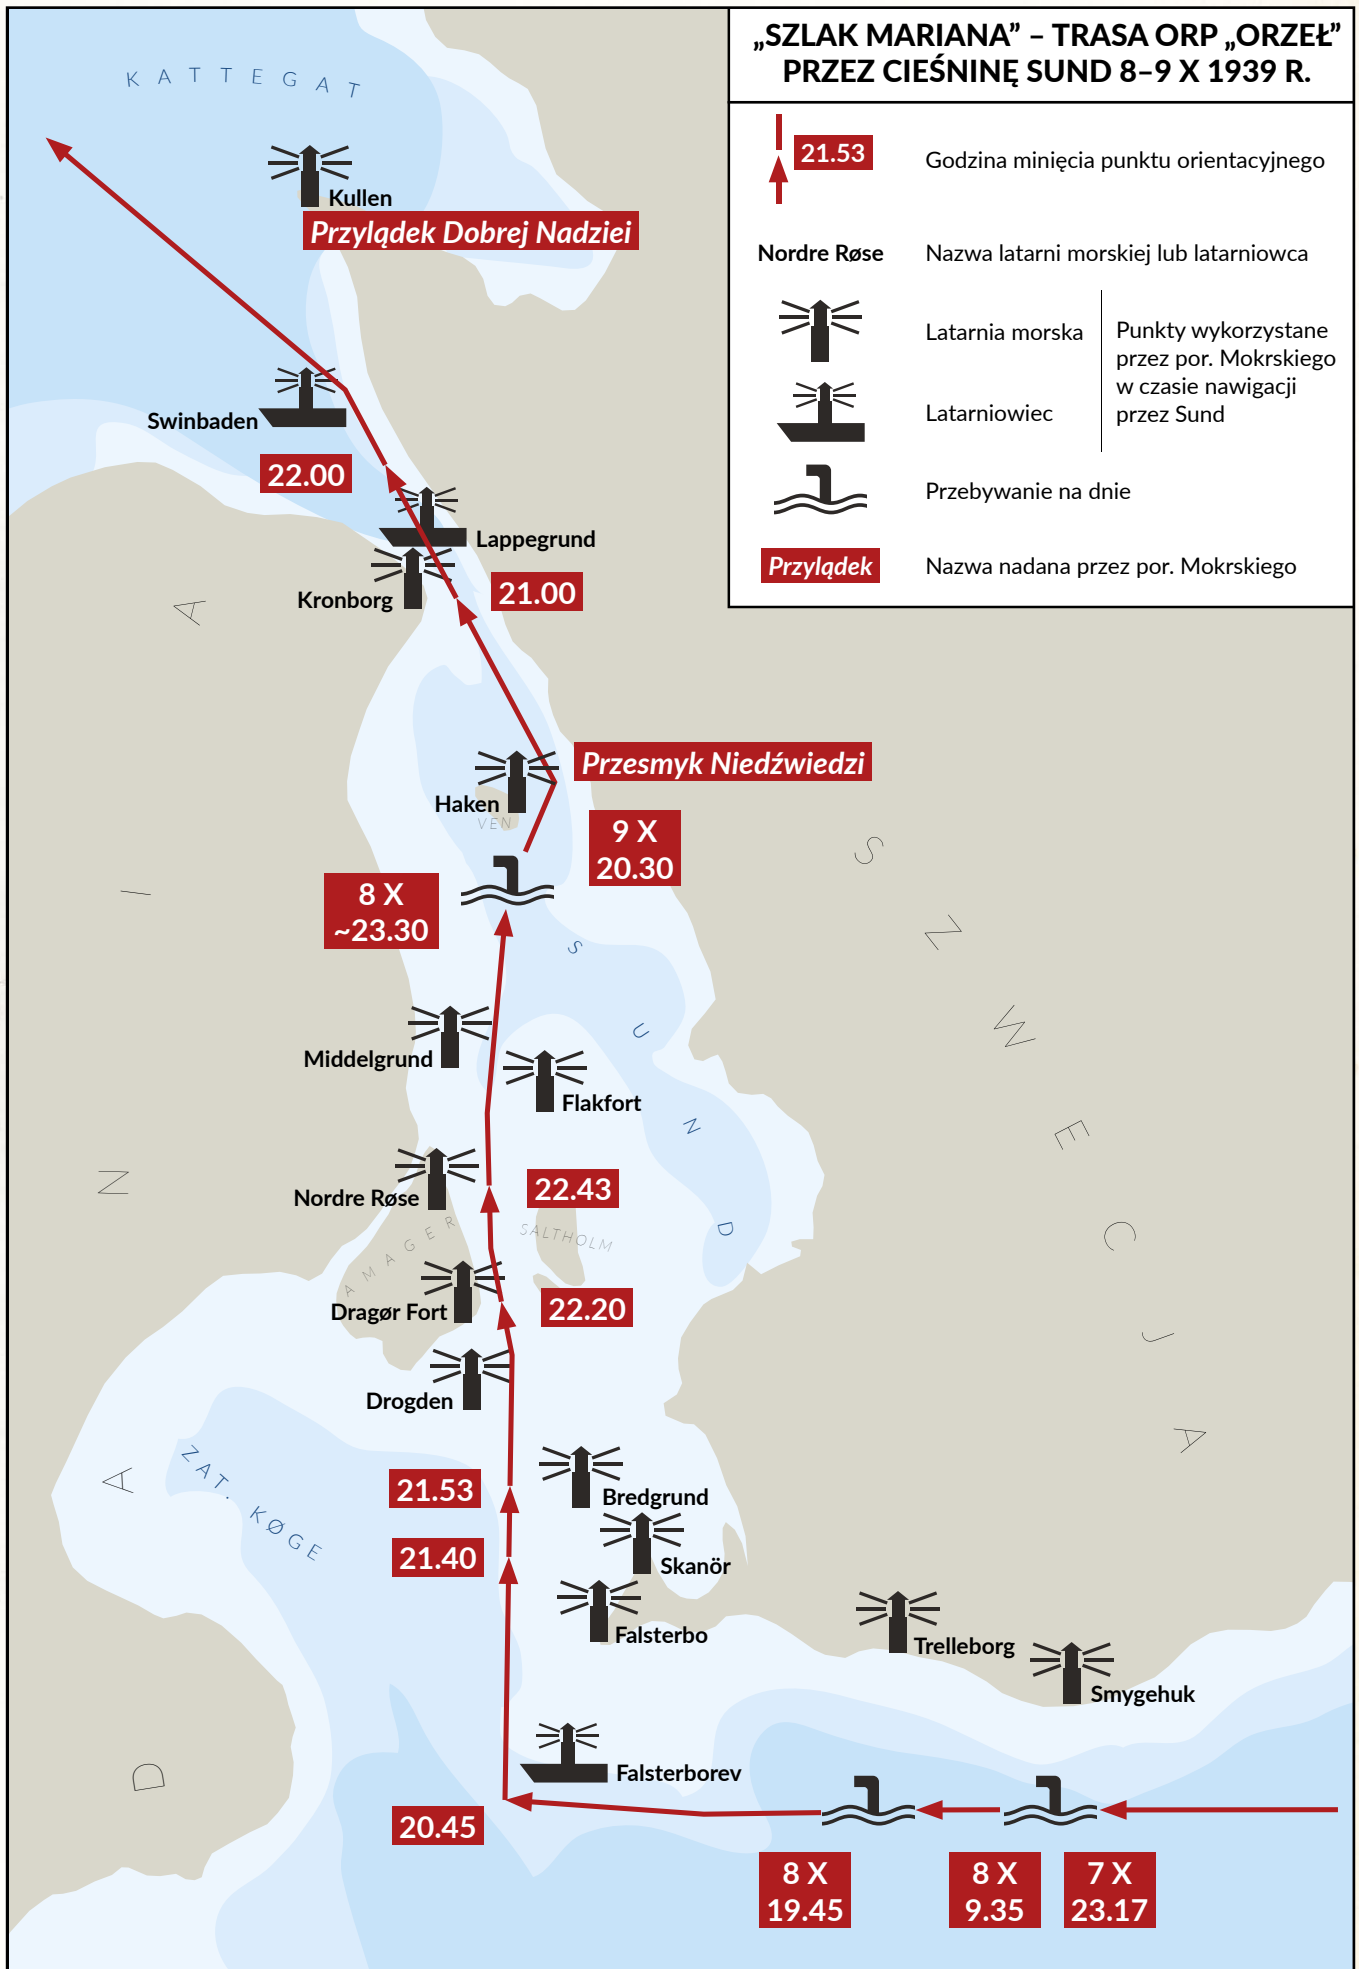 „SZLAK MARIANA” – TRASA ORP „ORZEŁ”
PRZEZ CIEŚNINĘ SUND 8–9 X 1939 R.
21.53
Godzina minięcia punktu orientacyjnego
Nordre Røse
Nazwa latarni morskiej lub latarniowca
Latarnia morska
Latarniowiec
Punkty wykorzystane
przez por. Mokrskiego
w czasie nawigacji
przez Sund
Przebywanie na dnie
Przylądek
Nazwa nadana przez por. Mokrskiego
KATTEGAT
Kullen
Przylądek Dobrej Nadziei
Swinbaden
22.00
Lappegrund
Kronborg
21.00
Przesmyk Niedźwiedzi
Haken
VEN
9 X
20.30
8 X
~23.30
SUND
Middelgrund
Flakfort
Nordre Røse
22.43
AMAGER
SALTHOLM
Dragør Fort
22.20
Drogden
ZAT. KØGE
21.53
Bredgrund
21.40
Skanör
Falsterbo
Trelleborg
Smygehuk
Falsterborev
20.45
8 X
19.45
8 X
9.35
7 X
23.17
DANIA
SZWECJA